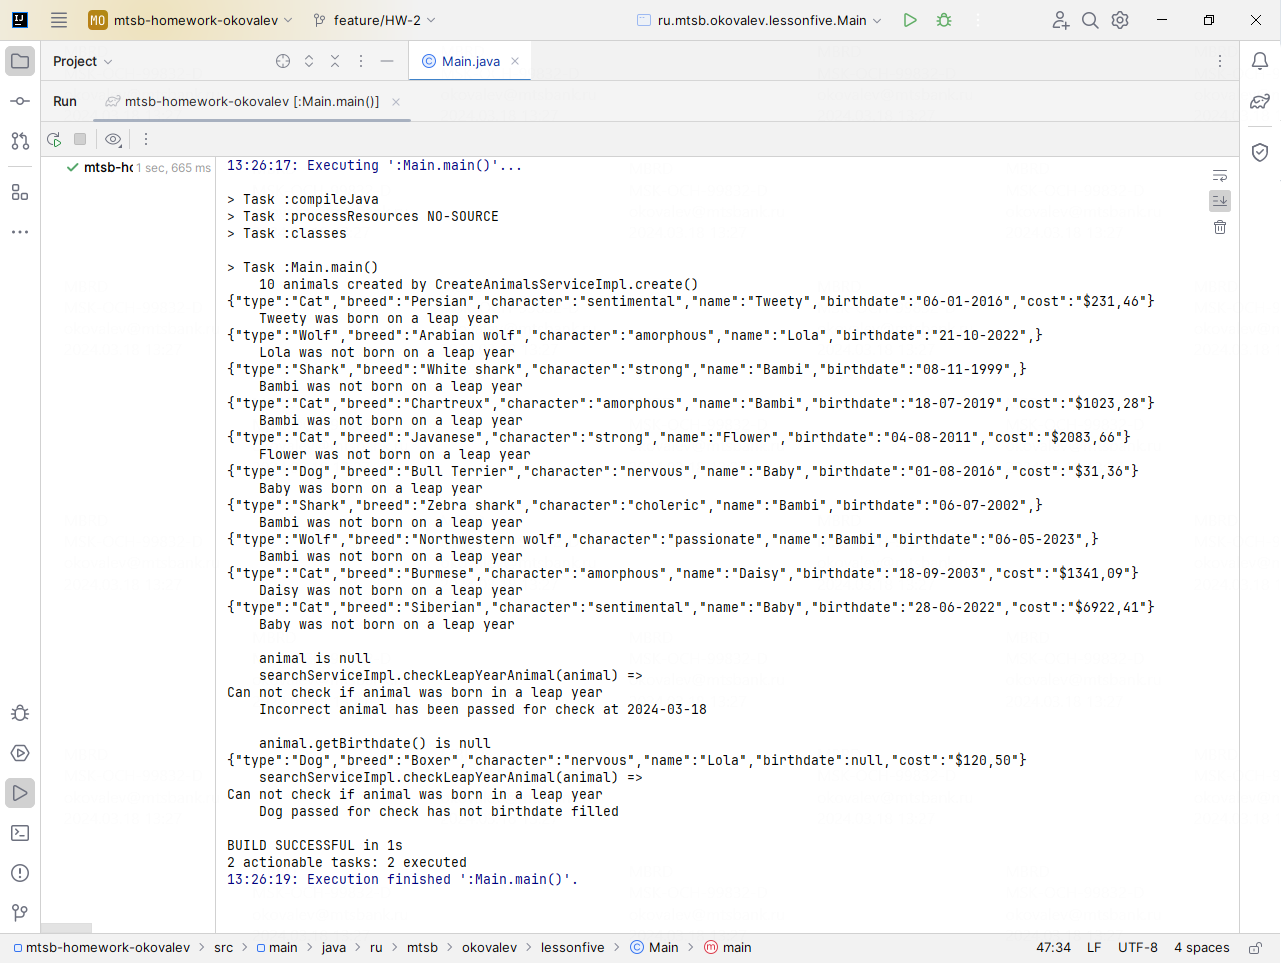 MO mtsb-homework-okovalev feature/HW-2 ru.mtsb.okovalev.lessonfive.Main
Project Main.java
Run mtsb-homework-okovalev [:Main.main()]
mtsb-ho 1 sec, 665 ms
13:26:17: Executing ':Main.main()'...
> Task :compileJava
> Task :processResources NO-SOURCE
> Task :classes
> Task :Main.main()
10 animals created by CreateAnimalsServiceImpl.create()
{"type":"Cat","breed":"Persian","character":"sentimental","name":"Tweety","birthdate":"06-01-2016","cost":"$231,46"}
Tweety was born on a leap year
{"type":"Wolf","breed":"Arabian wolf","character":"amorphous","name":"Lola","birthdate":"21-10-2022",}
Lola was not born on a leap year
{"type":"Shark","breed":"White shark","character":"strong","name":"Bambi","birthdate":"08-11-1999",}
Bambi was not born on a leap year
{"type":"Cat","breed":"Chartreux","character":"amorphous","name":"Bambi","birthdate":"18-07-2019","cost":"$1023,28"}
Bambi was not born on a leap year
{"type":"Cat","breed":"Javanese","character":"strong","name":"Flower","birthdate":"04-08-2011","cost":"$2083,66"}
Flower was not born on a leap year
{"type":"Dog","breed":"Bull Terrier","character":"nervous","name":"Baby","birthdate":"01-08-2016","cost":"$31,36"}
Baby was born on a leap year
{"type":"Shark","breed":"Zebra shark","character":"choleric","name":"Bambi","birthdate":"06-07-2002",}
Bambi was not born on a leap year
{"type":"Wolf","breed":"Northwestern wolf","character":"passionate","name":"Bambi","birthdate":"06-05-2023",}
Bambi was not born on a leap year
{"type":"Cat","breed":"Burmese","character":"amorphous","name":"Daisy","birthdate":"18-09-2003","cost":"$1341,09"}
Daisy was not born on a leap year
{"type":"Cat","breed":"Siberian","character":"sentimental","name":"Baby","birthdate":"28-06-2022","cost":"$6922,41"}
Baby was not born on a leap year
animal is null
searchServiceImpl.checkLeapYearAnimal(animal) =>
Can not check if animal was born in a leap year
Incorrect animal has been passed for check at 2024-03-18
animal.getBirthdate() is null
{"type":"Dog","breed":"Boxer","character":"nervous","name":"Lola","birthdate":null,"cost":"$120,50"}
searchServiceImpl.checkLeapYearAnimal(animal) =>
Can not check if animal was born in a leap year
Dog passed for check has not birthdate filled
BUILD SUCCESSFUL in 1s
2 actionable tasks: 2 executed
13:26:19: Execution finished ':Main.main()'.
mtsb-homework-okovalev > src > main > java > ru > mtsb > okovalev > lessonfive > Main > main 47:34 LF UTF-8 4 spaces